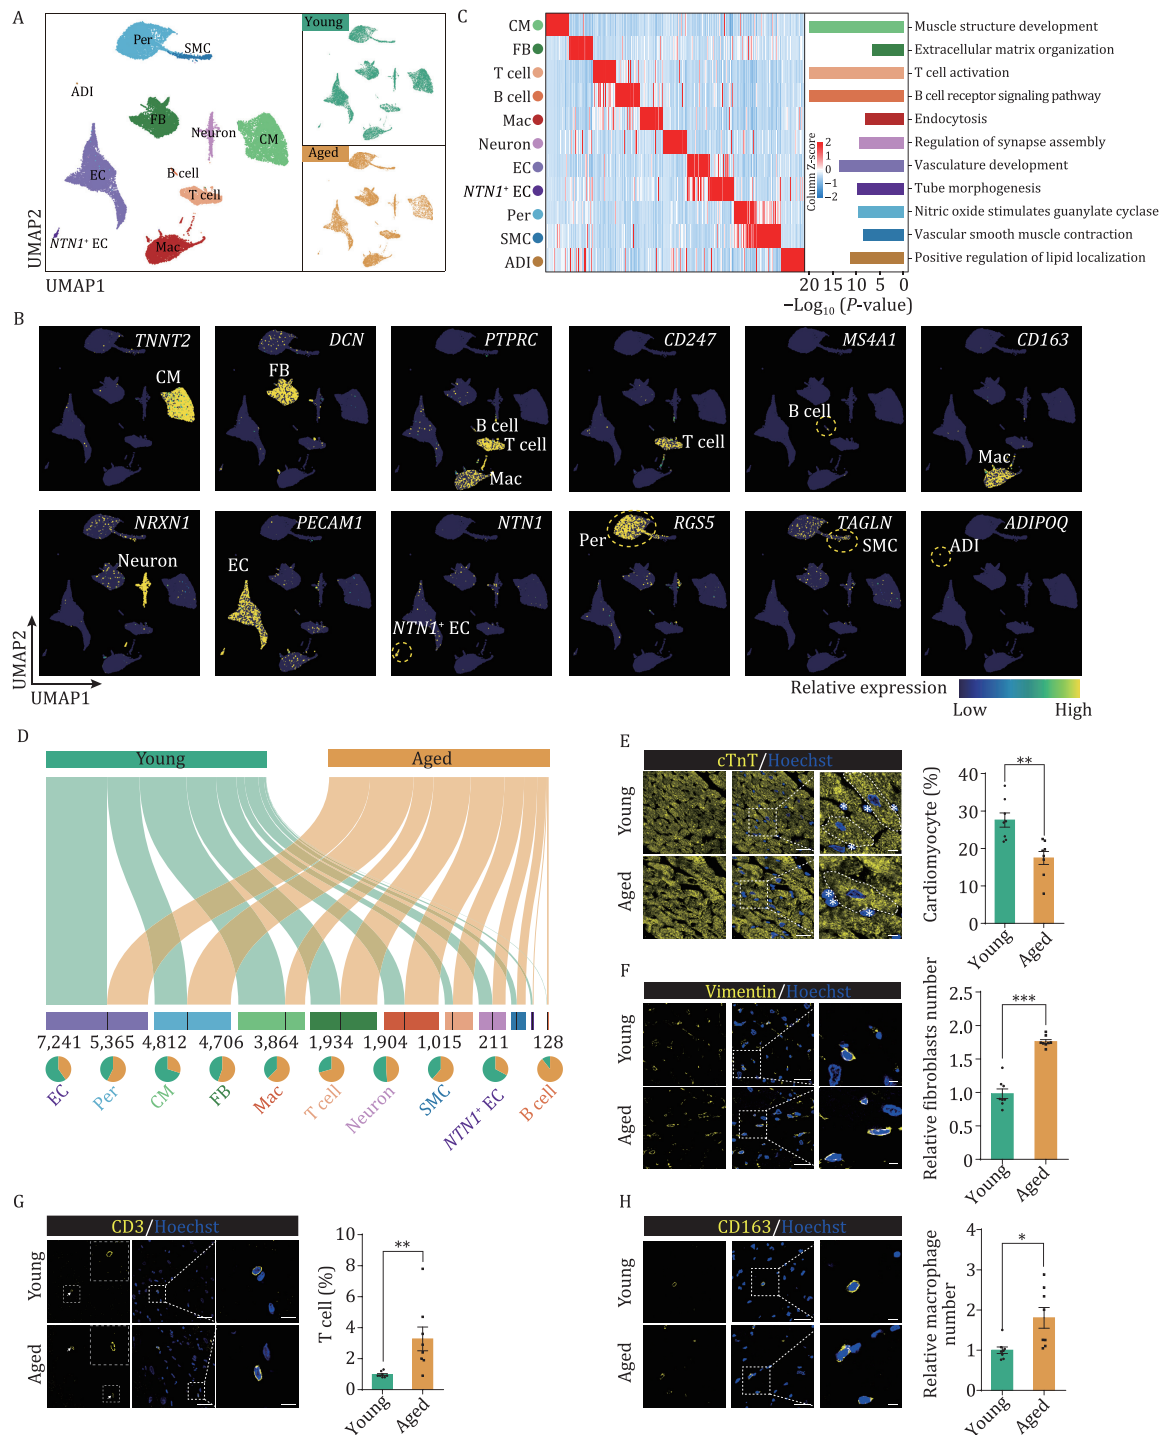 A
Per
SMC
ADI
FB
Neuron
CM
EC
B cell
T cell
NTN1⁺ EC
Mac
UMAP2
UMAP1
Young
Aged
C
CM
FB
T cell
B cell
Mac
Neuron
EC
NTN1⁺ EC
Per
SMC
ADI
Column Z-score
2
1
0
−1
−2
Muscle structure development
Extracellular matrix organization
T cell activation
B cell receptor signaling pathway
Endocytosis
Regulation of synapse assembly
Vasculature development
Tube morphogenesis
Nitric oxide stimulates guanylate cyclase
Vascular smooth muscle contraction
Positive regulation of lipid localization
20 15 10 5 0
−Log₁₀ (P-value)
B
TNNT2
CM
DCN
FB
PTPRC
B cell
T cell
Mac
CD247
T cell
MS4A1
B cell
CD163
Mac
NRXN1
Neuron
PECAM1
EC
NTN1
NTN1⁺ EC
RGS5
Per
TAGLN
SMC
ADIPOQ
ADI
UMAP2
UMAP1
Relative expression
Low High
D
Young Aged
7,241 5,365 4,812 4,706 3,864 1,934 1,904 1,015 211 128
EC Per CM FB Mac T cell Neuron SMC NTN1⁺ EC B cell
E
cTnT/Hoechst
Young
Aged
Cardiomyocyte (%)
40
30
20
10
0
**
Young Aged
F
Vimentin/Hoechst
Young
Aged
Relative fibroblasts number
2.5
2.0
1.5
1.0
0.5
0
***
Young Aged
G
CD3/Hoechst
Young
Aged
T cell (%)
10
8
6
4
2
0
**
Young Aged
H
CD163/Hoechst
Young
Aged
Relative macrophage
number
4
3
2
1
0
*
Young Aged